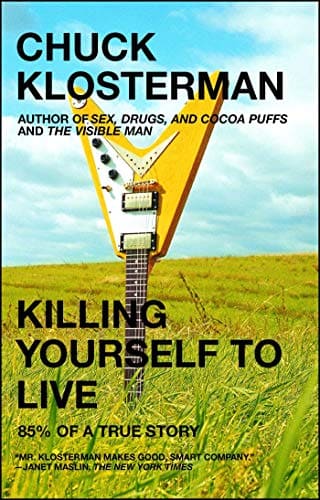 CHUCK
KLOSTERMAN
AUTHOR OF SEX, DRUGS, AND COCOA PUFFS
AND THE VISIBLE MAN
KILLING
YOURSELF TO
LIVE
85% OF A TRUE STORY
"MR. KLOSTERMAN MAKES GOOD, SMART COMPANY."
—JANET MASLIN, THE NEW YORK TIMES